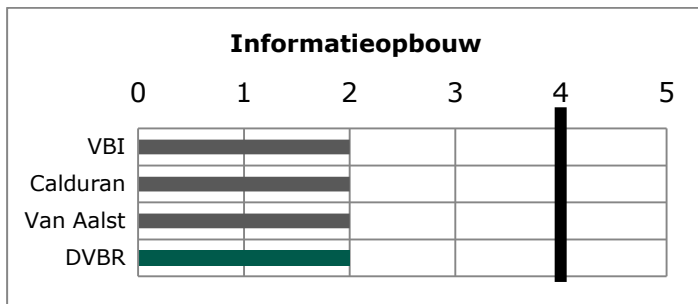 Informatieopbouw
0 1 2 3 4 5
VBI
Calduran
Van Aalst
DVBR